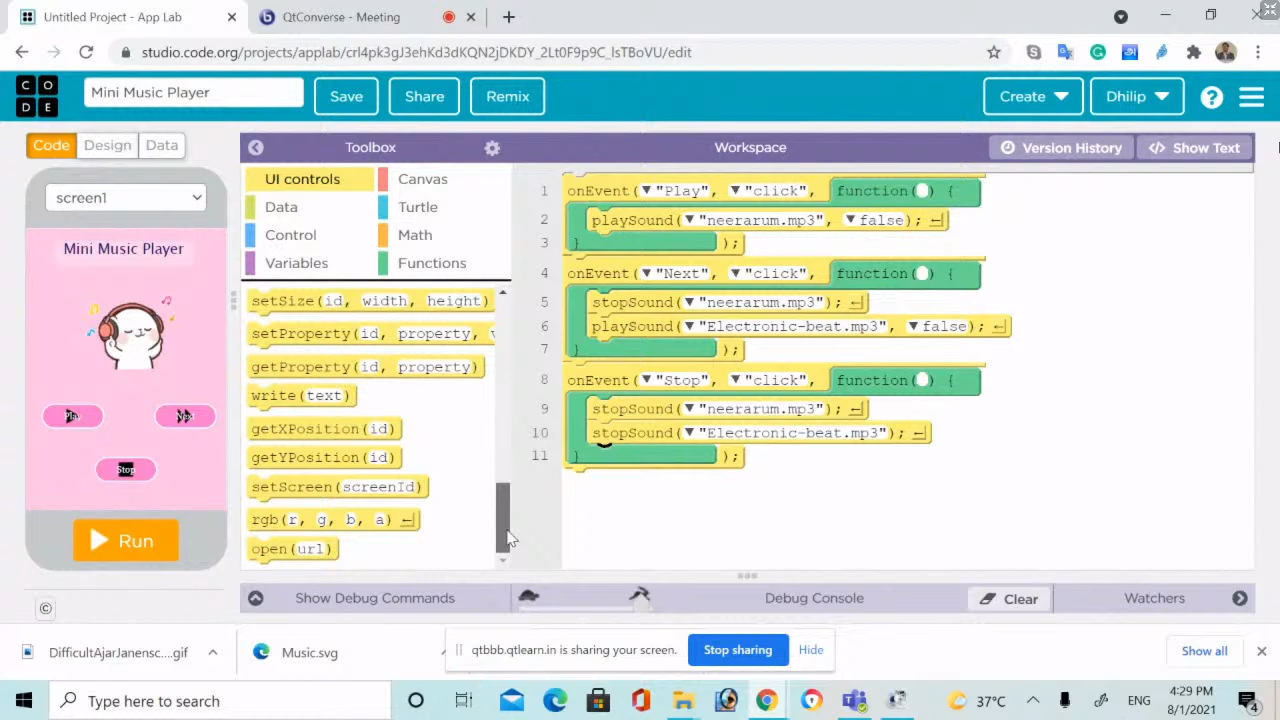 Untitled Project - App Lab
QtConverse - Meeting
studio.code.org/projects/applab/crl4pk3gJ3ehKd3dKQN2jDKDY_2Lt0F9p9C_lsTBoVU/edit
C O D E
Mini Music Player
Save
Share
Remix
Create
Dhilip
Code
Design
Data
Toolbox
Workspace
Version History
Show Text
screen1
Mini Music Player
Play
Next
Stop
Run
UI controls
Canvas
Data
Turtle
Control
Math
Variables
Functions
setSize(id, width, height)
setProperty(id, property, v
getProperty(id, property)
write(text)
getXPosition(id)
getYPosition(id)
setScreen(screenId)
rgb(r, g, b, a)
open(url)
1 onEvent("Play", "click", function() {
2 playSound("neerarum.mp3", false);
3 } );
4 onEvent("Next", "click", function() {
5 stopSound("neerarum.mp3");
6 playSound("Electronic-beat.mp3", false);
7 } );
8 onEvent("Stop", "click", function() {
9 stopSound("neerarum.mp3");
10 stopSound("Electronic-beat.mp3");
11 } );
Show Debug Commands
Debug Console
Clear
Watchers
DifficultAjarJanensc....gif
Music.svg
qtbbb.qtlearn.in is sharing your screen.
Stop sharing
Hide
Show all
Type here to search
37°C
ENG
4:29 PM
8/1/2021
4